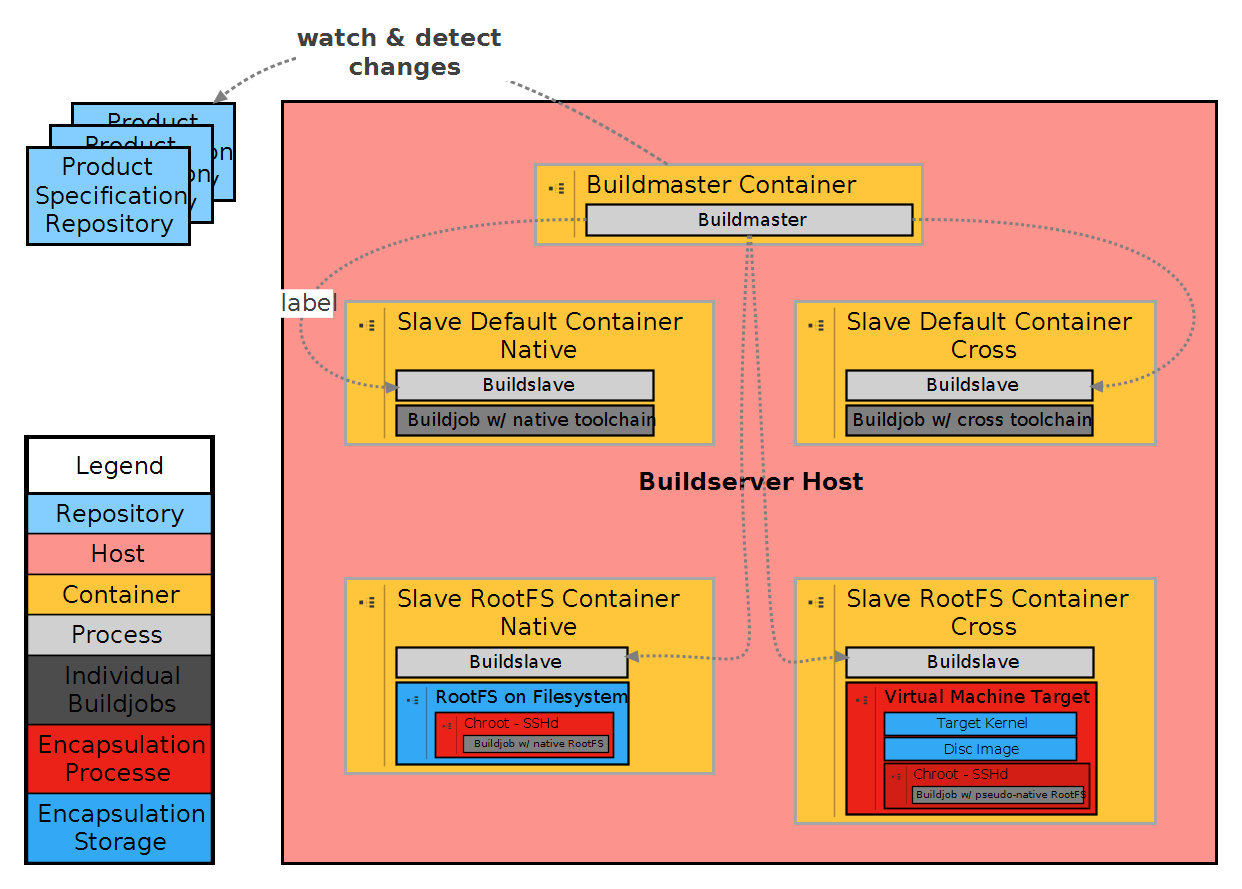 watch & detect
changes
Product
Product
on
Product
Specification
ony
Repository
y
y
Buildmaster Container
Buildmaster
label
Slave Default Container
Native
Buildslave
Buildjob w/ native toolchain
Slave Default Container
Cross
Buildslave
Buildjob w/ cross toolchain
Buildserver Host
Legend
Repository
Host
Container
Process
Individual
Buildjobs
Encapsulation
Processe
Encapsulation
Storage
Slave RootFS Container
Native
Buildslave
RootFS on Filesystem
Chroot - SSHd
Buildjob w/ native RootFS
Slave RootFS Container
Cross
Buildslave
Virtual Machine Target
Target Kernel
Disc Image
Chroot - SSHd
Buildjob w/ pseudo-native RootFS